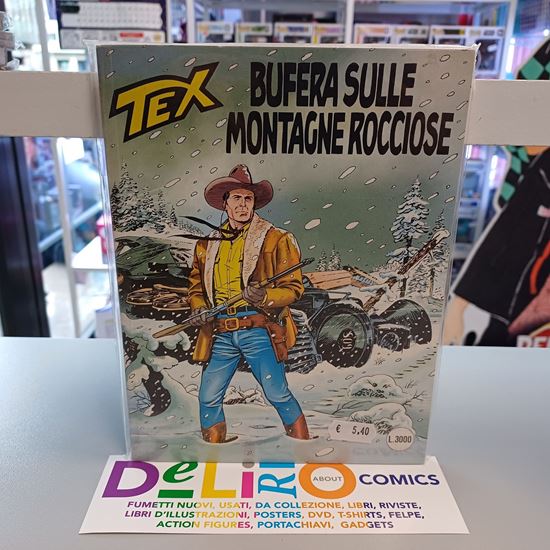 TEX
BUFERA SULLE
MONTAGNE ROCCIOSE
€ 5,40
L.3000
DeLiRiO ABOUT COMICS
FUMETTI NUOVI, USATI, DA COLLEZIONE, LIBRI, RIVISTE,
LIBRI D'ILLUSTRAZIONI, POSTERS, DVD, T-SHIRTS, FELPE,
ACTION FIGURES, PORTACHIAVI, GADGETS